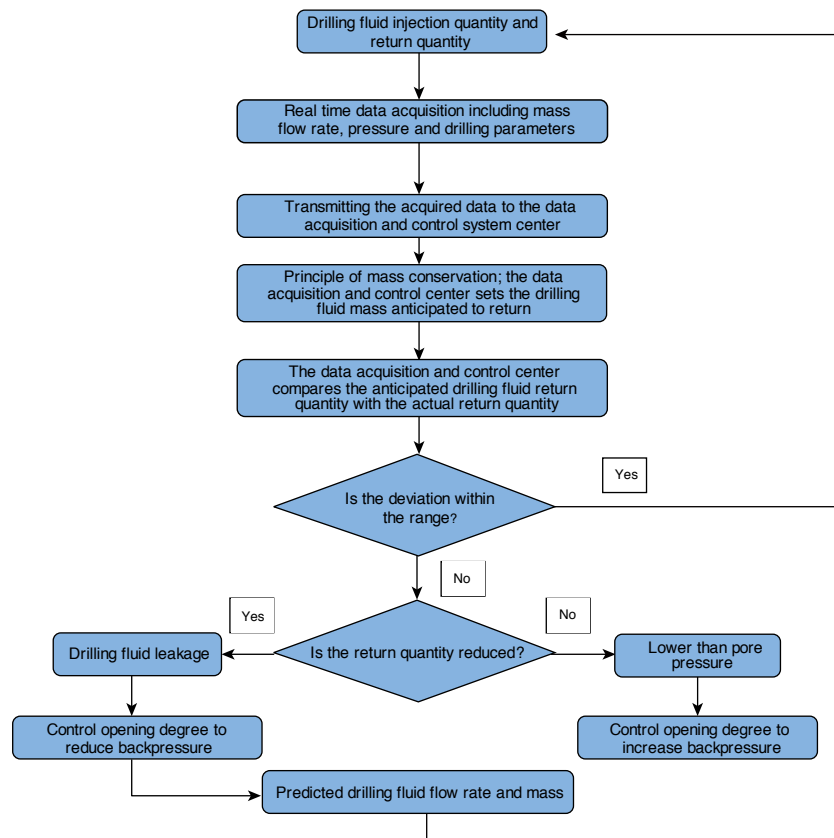 Drilling fluid injection quantity and
return quantity
Real time data acquisition including mass
flow rate, pressure and drilling parameters
Transmitting the acquired data to the data
acquisition and control system center
Principle of mass conservation; the data
acquisition and control center sets the drilling
fluid mass anticipated to return
The data acquisition and control center
compares the anticipated drilling fluid return
quantity with the actual return quantity
Is the deviation within
the range?
Yes
No
Yes
No
Is the return quantity reduced?
Drilling fluid leakage
Lower than pore
pressure
Control opening degree to
reduce backpressure
Control opening degree to
increase backpressure
Predicted drilling fluid flow rate and mass